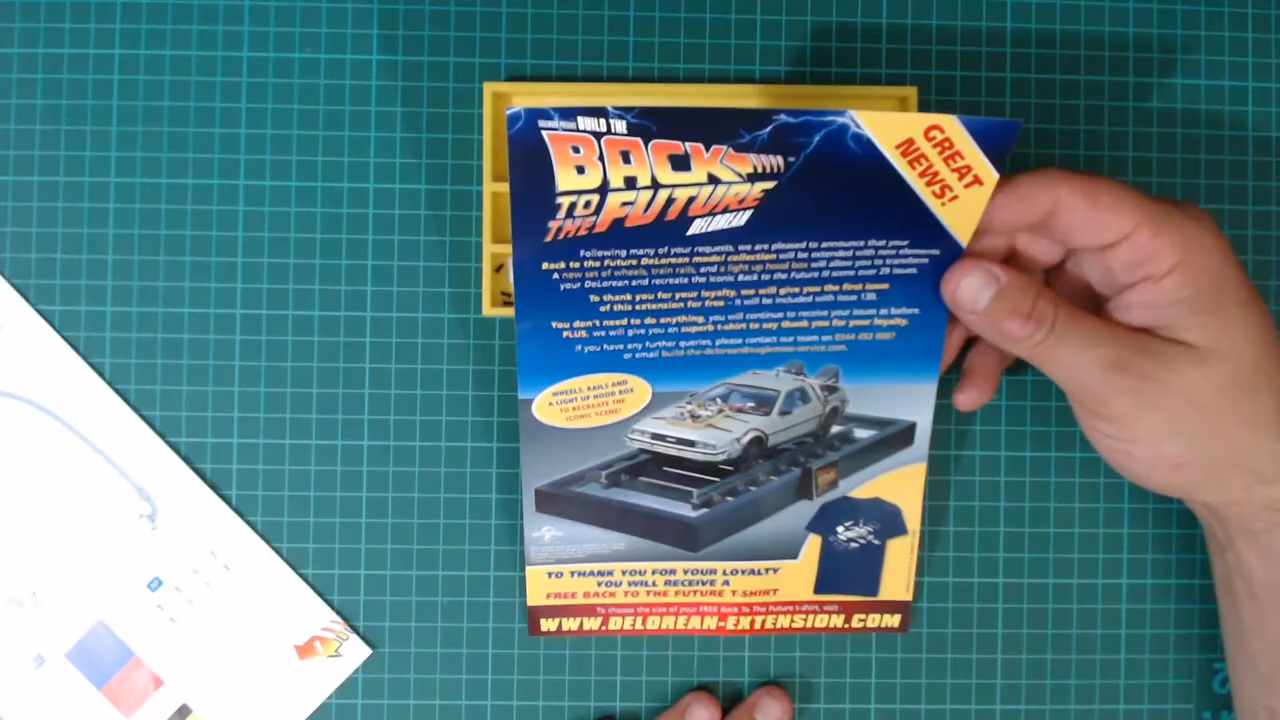 BUILD THE
BACK
TO THE FUTURE
DELOREAN
GREAT
NEWS!
Following many of your requests, we are pleased to announce that your
Back to the Future DeLorean model collection will be extended with new elements.
A new set of wheels, train rails, and a light up hood box will allow you to transform
your DeLorean and recreate the iconic Back to the Future III scene over 29 issues.
To thank you for your loyalty, we will give you the first issue
of this extension for free – it will be included with issue 130.
You don't need to do anything, you will continue to receive your issues as before.
PLUS, we will give you an superb t-shirt to say thank you for your loyalty.
If you have any further queries, please contact our team on
or email build-the-delorean@eaglemoss-service.com.
WHEELS, RAILS AND
A LIGHT UP HOOD BOX
TO RECREATE THE
ICONIC SCENE!
TO THANK YOU FOR YOUR LOYALTY
YOU WILL RECEIVE A
FREE BACK TO THE FUTURE T-SHIRT
To choose the size of your FREE Back To The Future t-shirt, visit :
WWW.DELOREAN-EXTENSION.COM